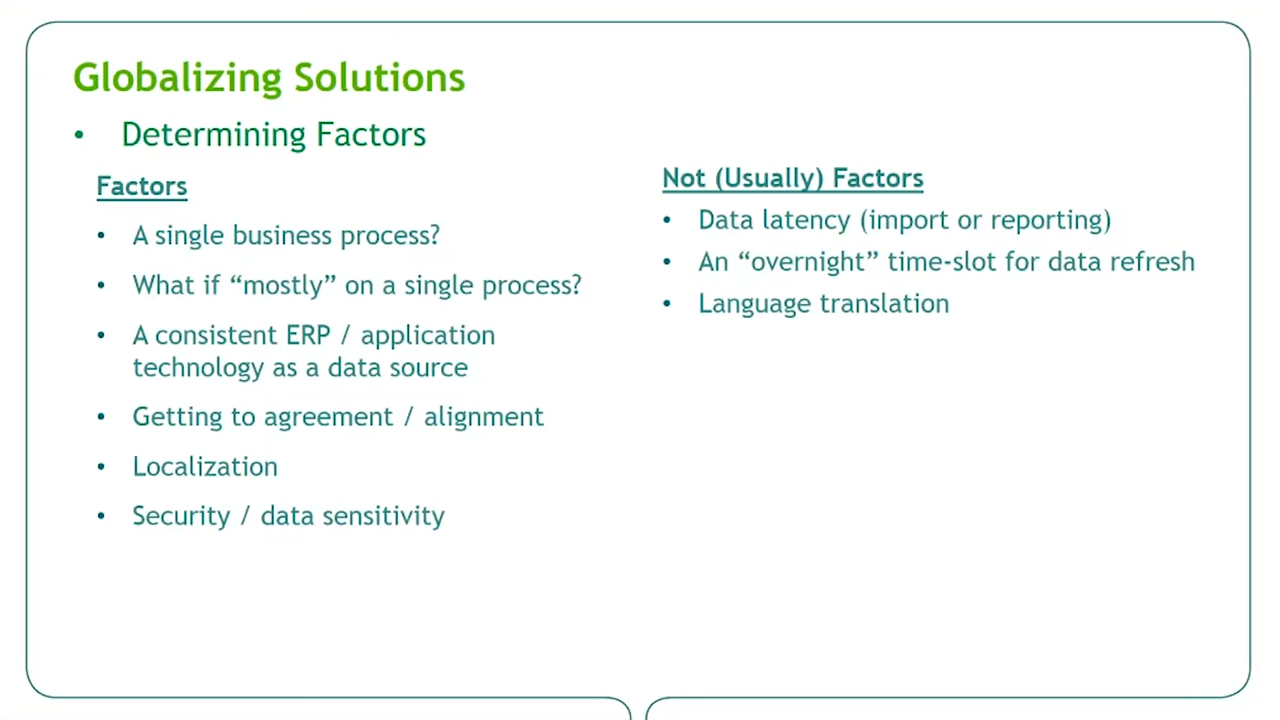 Globalizing Solutions
• Determining Factors
Factors
• A single business process?
• What if “mostly” on a single process?
• A consistent ERP / application
technology as a data source
• Getting to agreement / alignment
• Localization
• Security / data sensitivity
Not (Usually) Factors
• Data latency (import or reporting)
• An “overnight” time-slot for data refresh
• Language translation